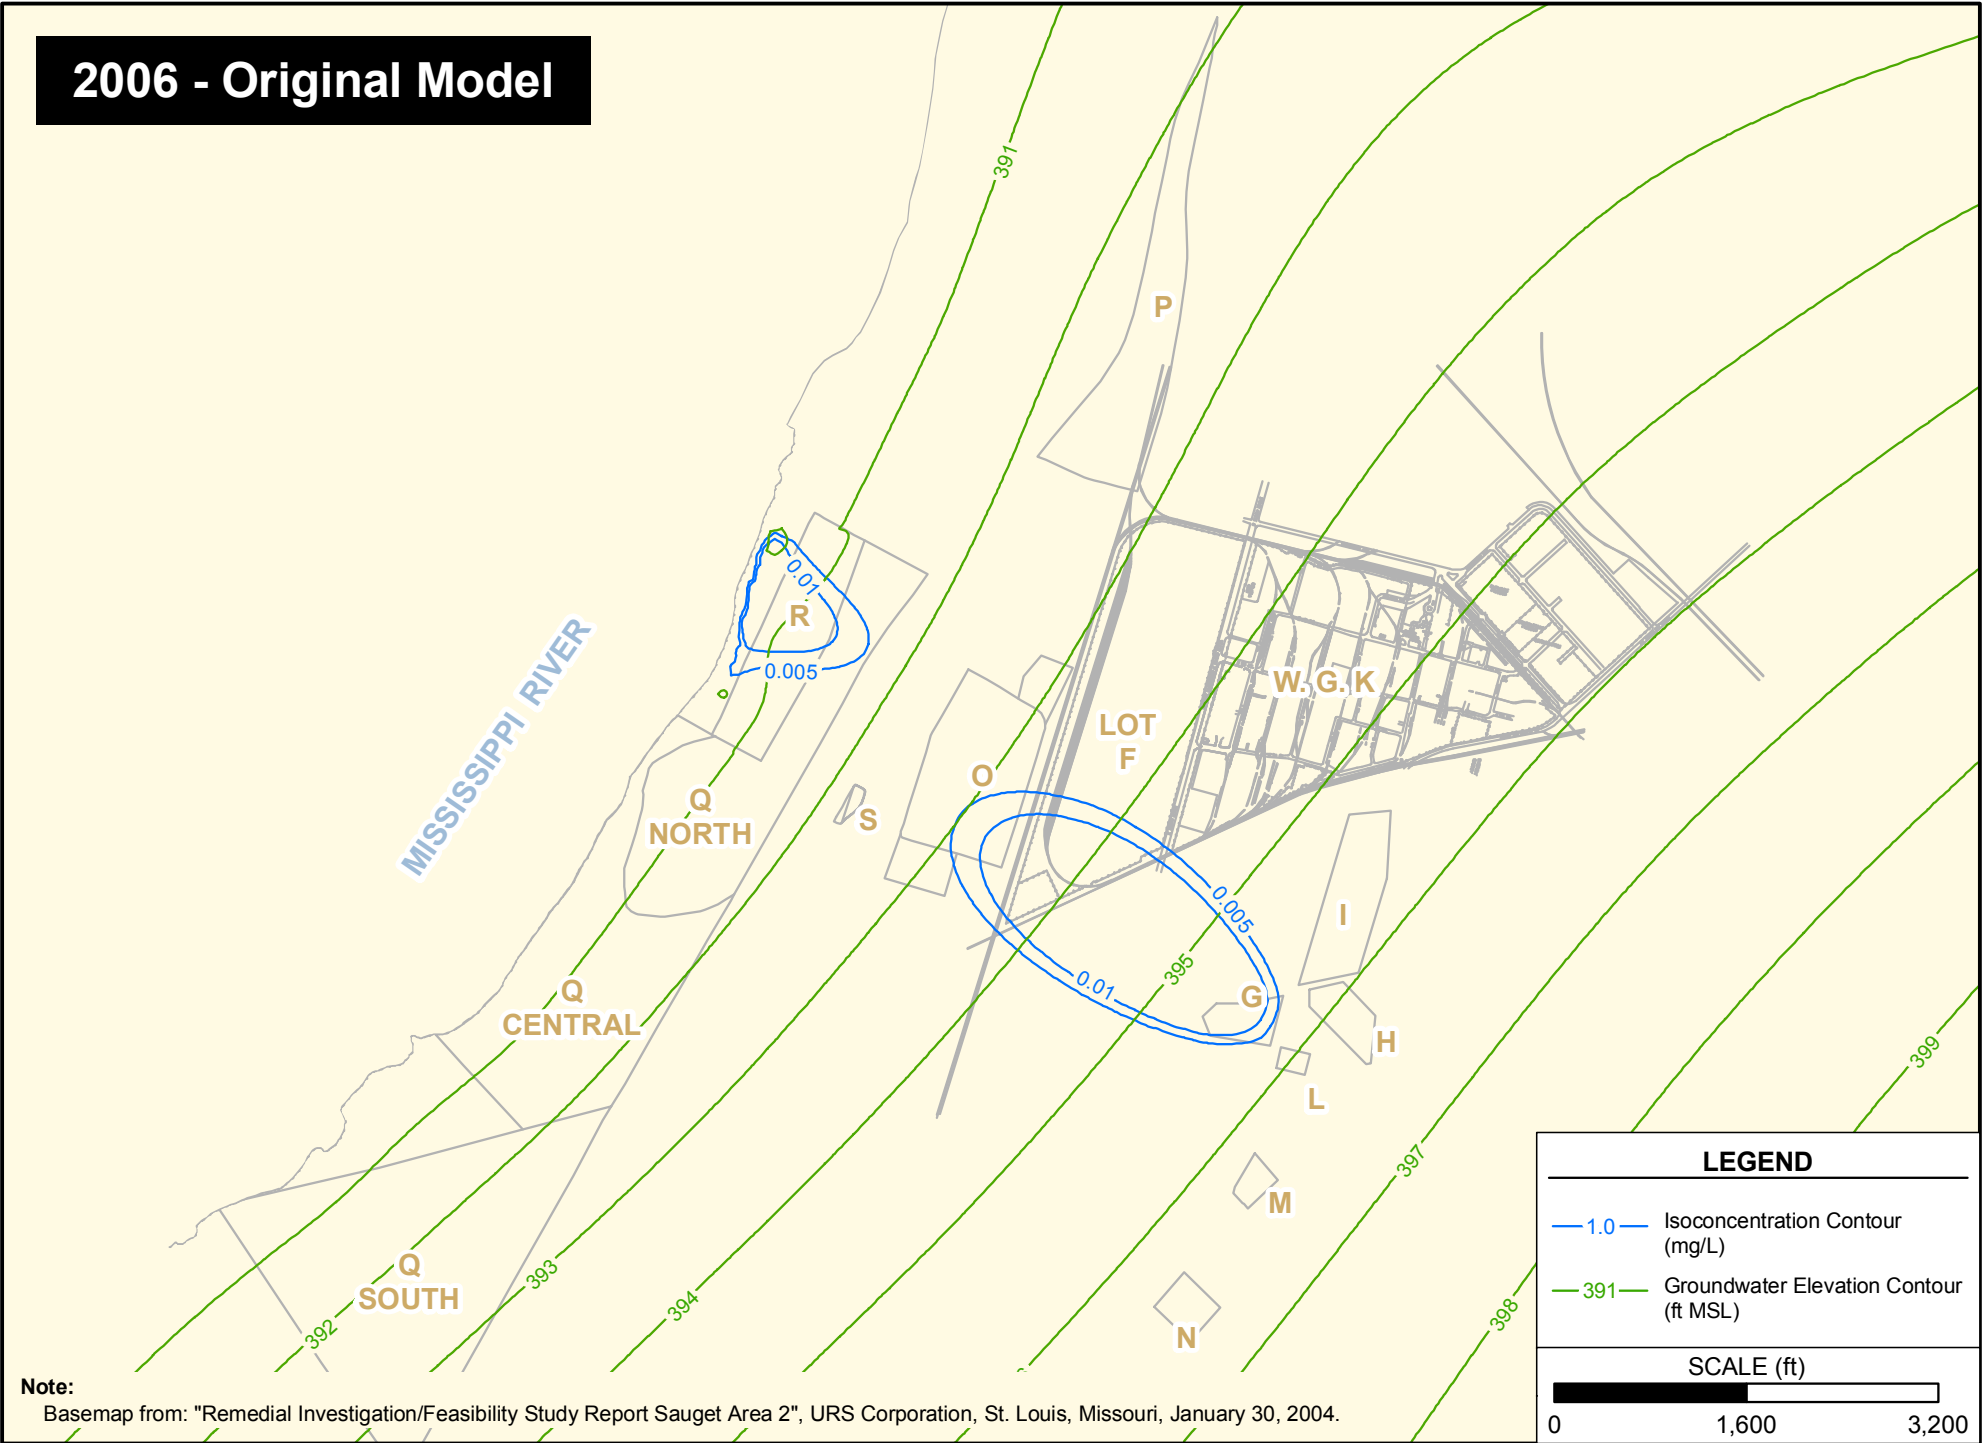 2006 - Original Model
391
P
0.01
R
0.005
MISSISSIPPI RIVER
W. G. K
LOT
F
O
Q
NORTH
S
0.005
I
395
0.01
G
Q
CENTRAL
H
399
L
397
M
Q
SOUTH
393
394
392
398
N
LEGEND
1.0
Isoconcentration Contour
(mg/L)
391
Groundwater Elevation Contour
(ft MSL)
SCALE (ft)
0 1,600 3,200
Note:
Basemap from: "Remedial Investigation/Feasibility Study Report Sauget Area 2", URS Corporation, St. Louis, Missouri, January 30, 2004.